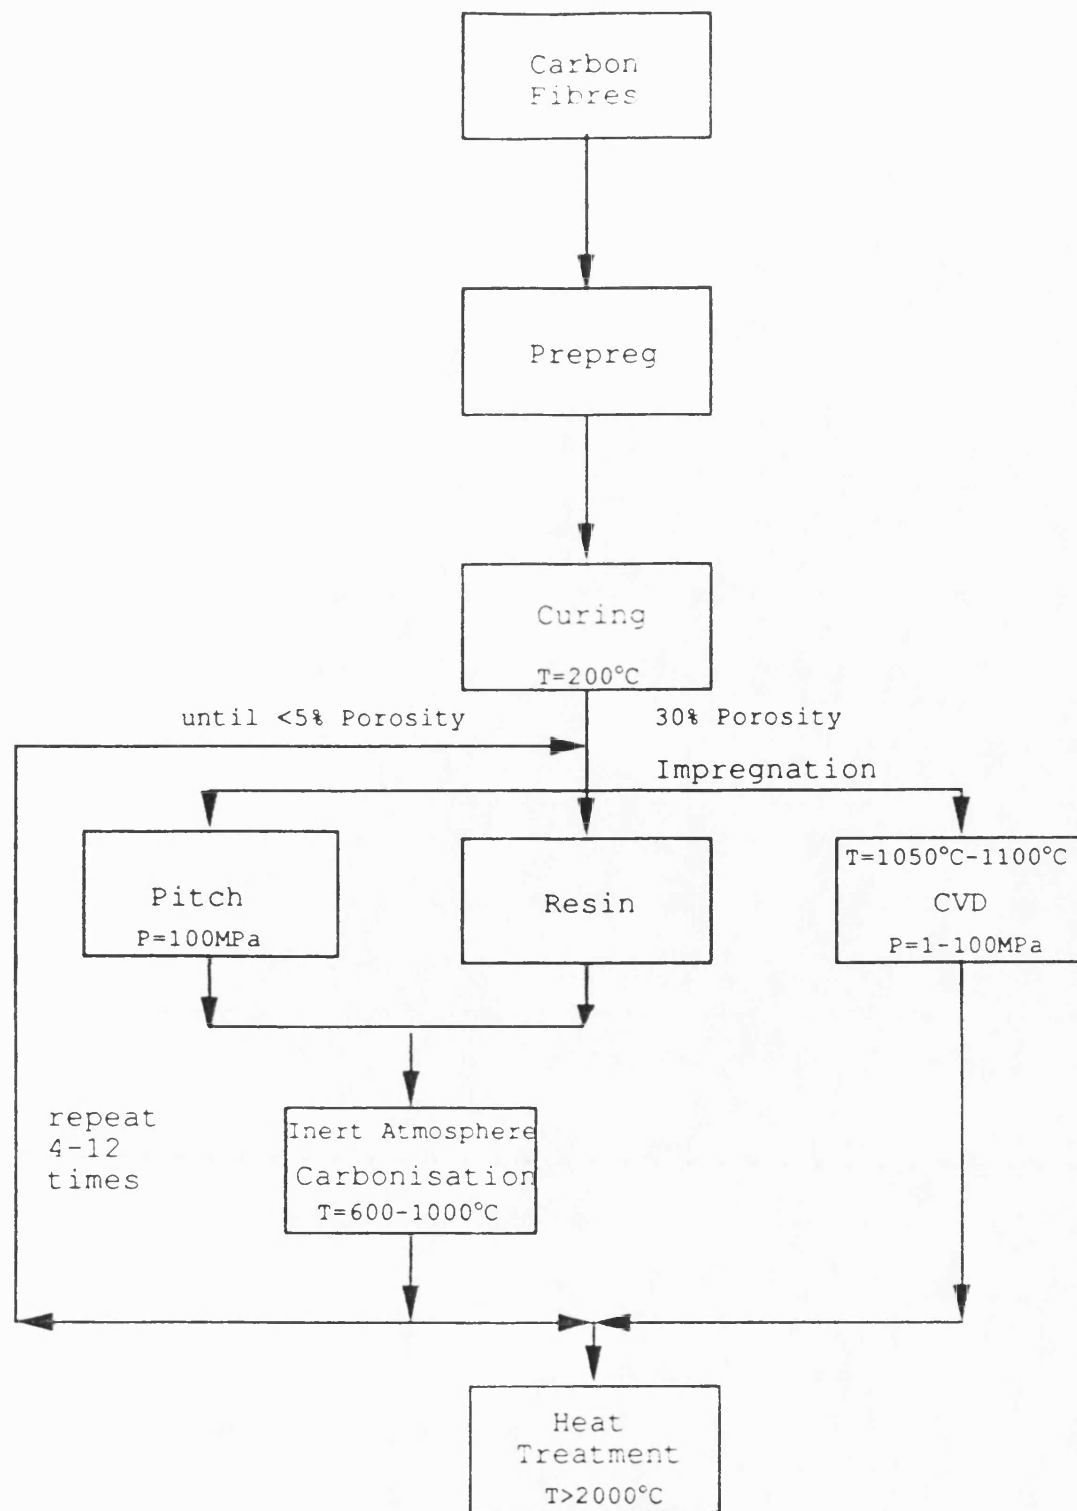 Carbon
Fibres
Prepreg
Curing
T=200°C
until <5% Porosity
30% Porosity
Impregnation
Pitch
P=100MPa
Resin
T=1050°C-1100°C
CVD
P=1-100MPa
repeat
4-12
times
Inert Atmosphere
Carbonisation
T=600-1000°C
Heat
Treatment
T>2000°C